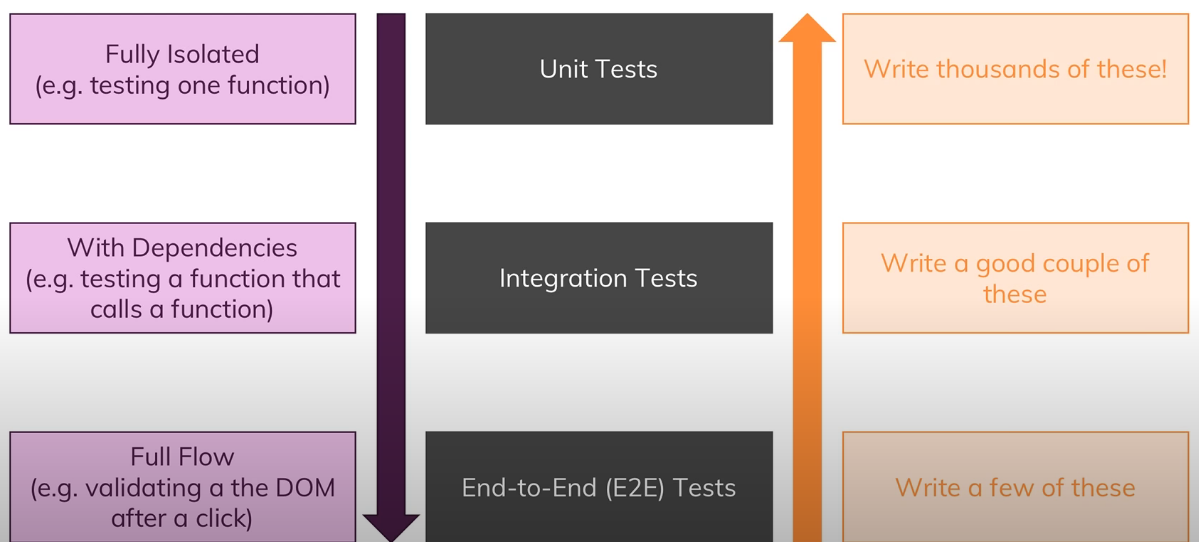 Fully Isolated
(e.g. testing one function)
Unit Tests
Write thousands of these!
With Dependencies
(e.g. testing a function that
calls a function)
Integration Tests
Write a good couple of
these
Full Flow
(e.g. validating a the DOM
after a click)
End-to-End (E2E) Tests
Write a few of these